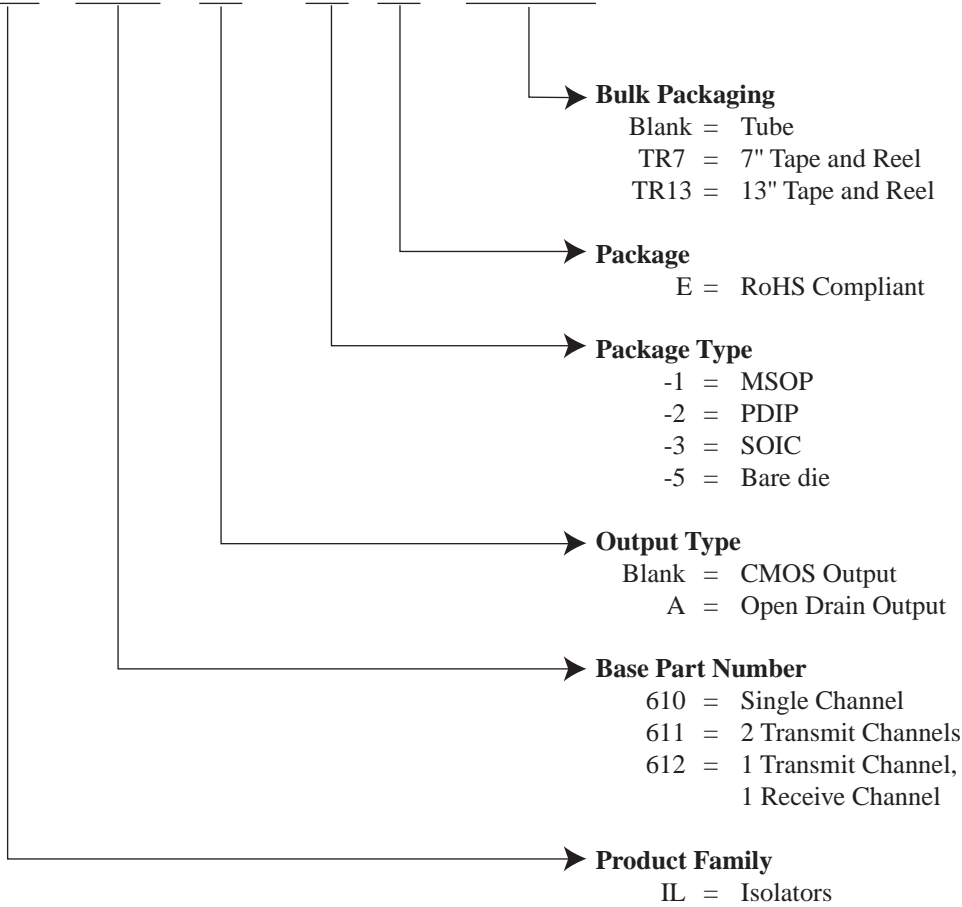 Bulk Packaging
Blank = Tube
TR7 = 7" Tape and Reel
TR13 = 13" Tape and Reel
Package
E = RoHS Compliant
Package Type
-1 = MSOP
-2 = PDIP
-3 = SOIC
-5 = Bare die
Output Type
Blank = CMOS Output
A = Open Drain Output
Base Part Number
610 = Single Channel
611 = 2 Transmit Channels
612 = 1 Transmit Channel,
1 Receive Channel
Product Family
IL = Isolators